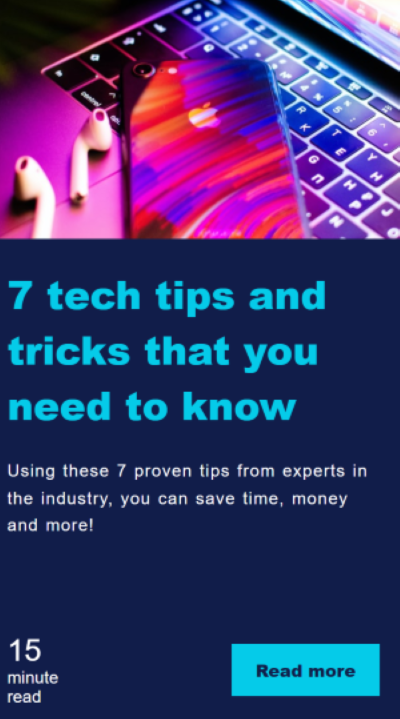 7 tech tips and
tricks that you
need to know
Using these 7 proven tips from experts in
the industry, you can save time, money
and more!
15
minute
read
Read more